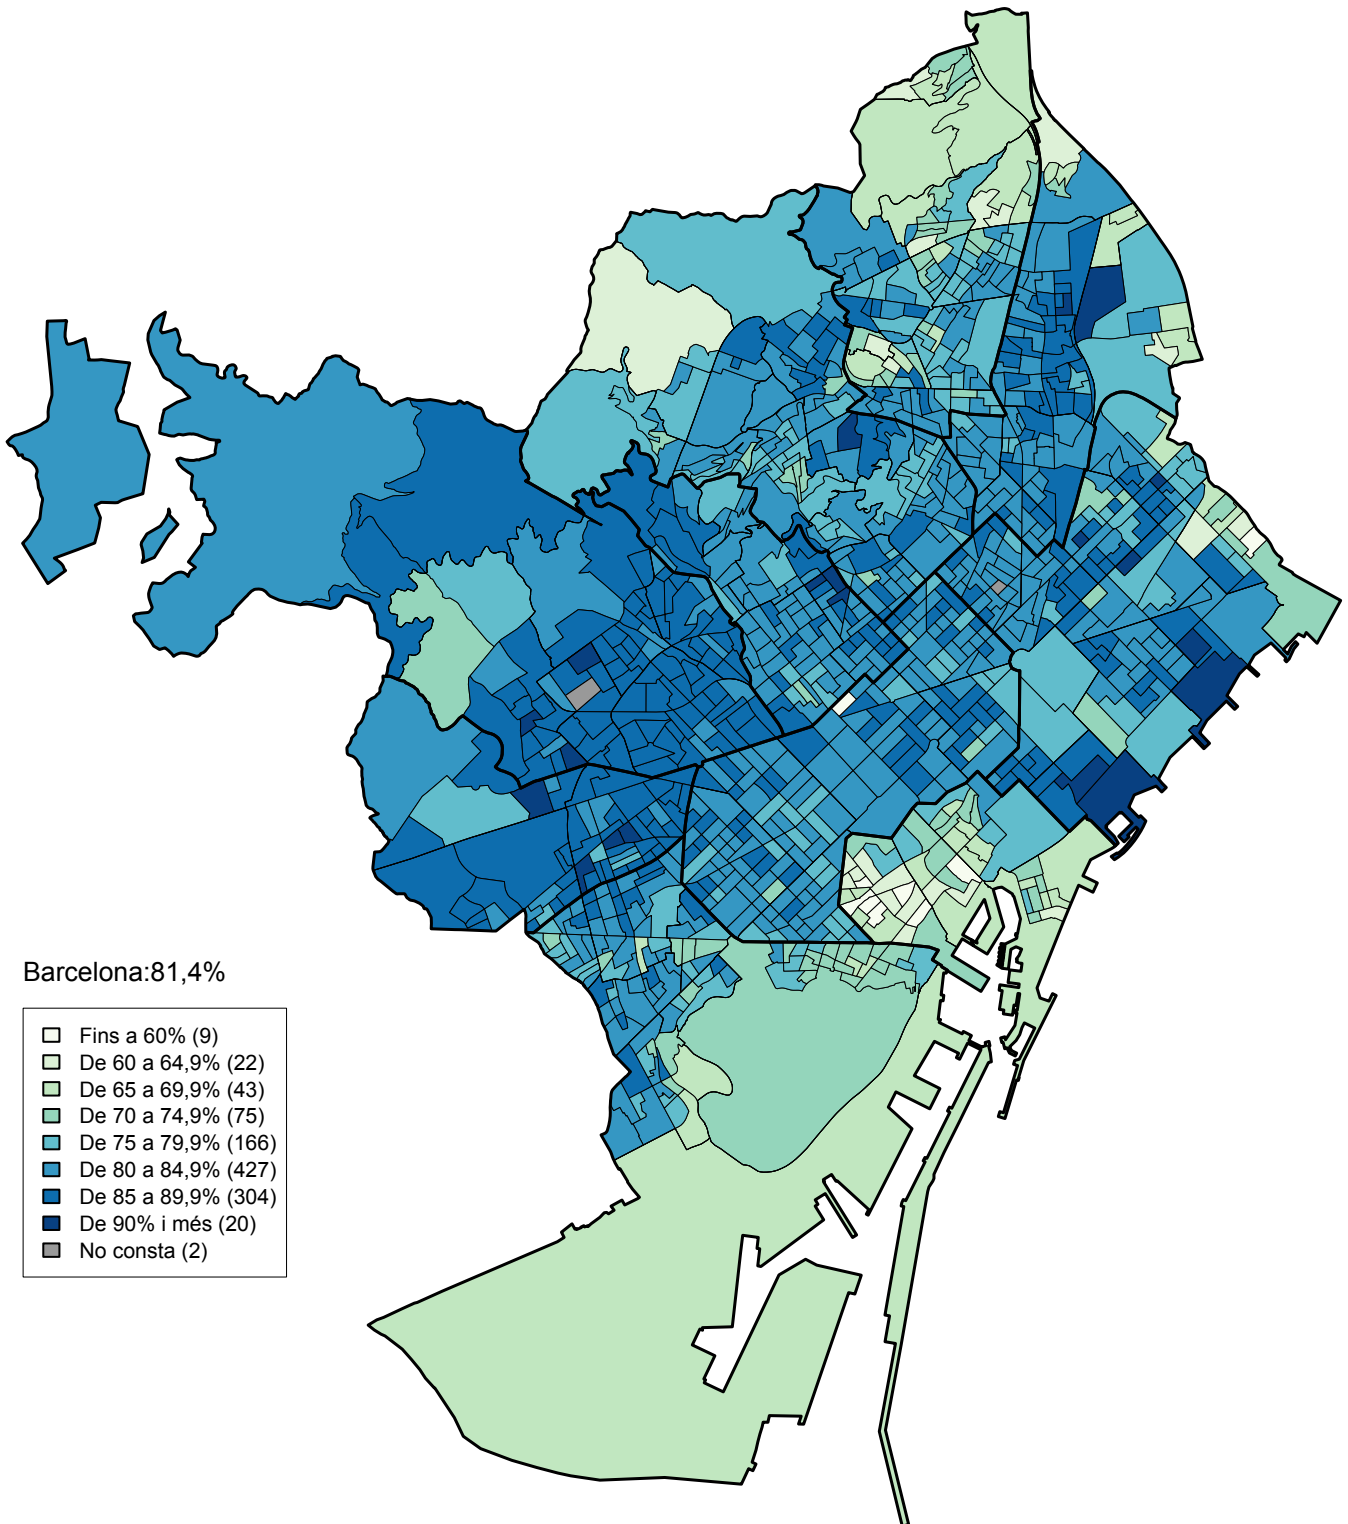 Barcelona:81,4%
Fins a 60% (9)
De 60 a 64,9% (22)
De 65 a 69,9% (43)
De 70 a 74,9% (75)
De 75 a 79,9% (166)
De 80 a 84,9% (427)
De 85 a 89,9% (304)
De 90% i més (20)
No consta (2)